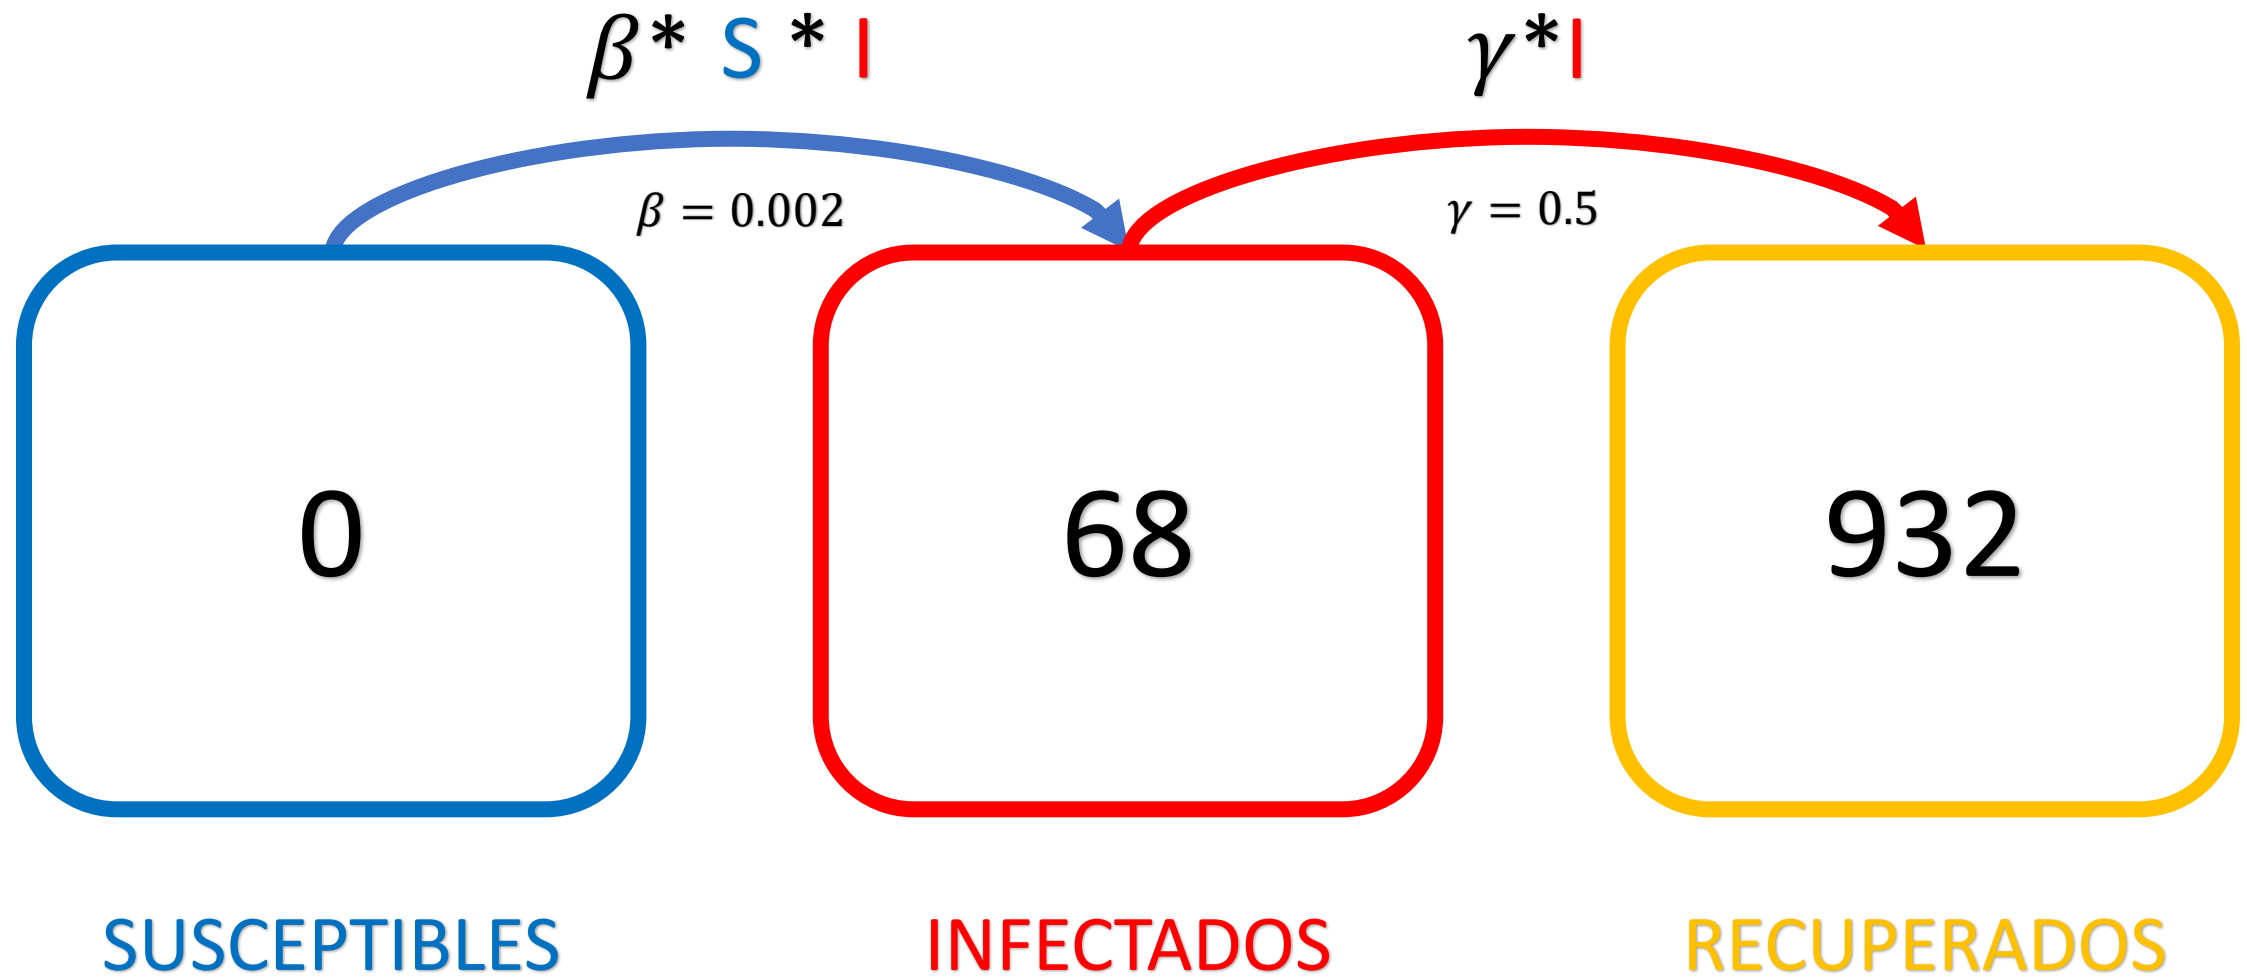 β* S * I
γ*I
β = 0.002
γ = 0.5
0
68
932
SUSCEPTIBLES
INFECTADOS
RECUPERADOS